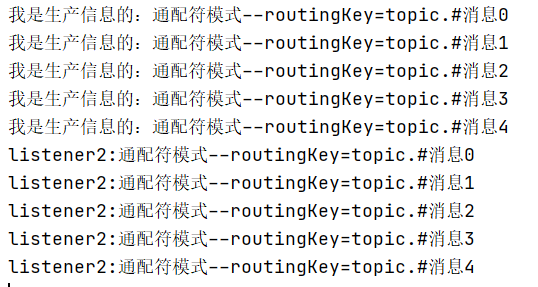 我是生产信息的：通配符模式--routingKey=topic.#消息0
我是生产信息的：通配符模式--routingKey=topic.#消息1
我是生产信息的：通配符模式--routingKey=topic.#消息2
我是生产信息的：通配符模式--routingKey=topic.#消息3
我是生产信息的：通配符模式--routingKey=topic.#消息4
listener2:通配符模式--routingKey=topic.#消息0
listener2:通配符模式--routingKey=topic.#消息1
listener2:通配符模式--routingKey=topic.#消息2
listener2:通配符模式--routingKey=topic.#消息3
listener2:通配符模式--routingKey=topic.#消息4